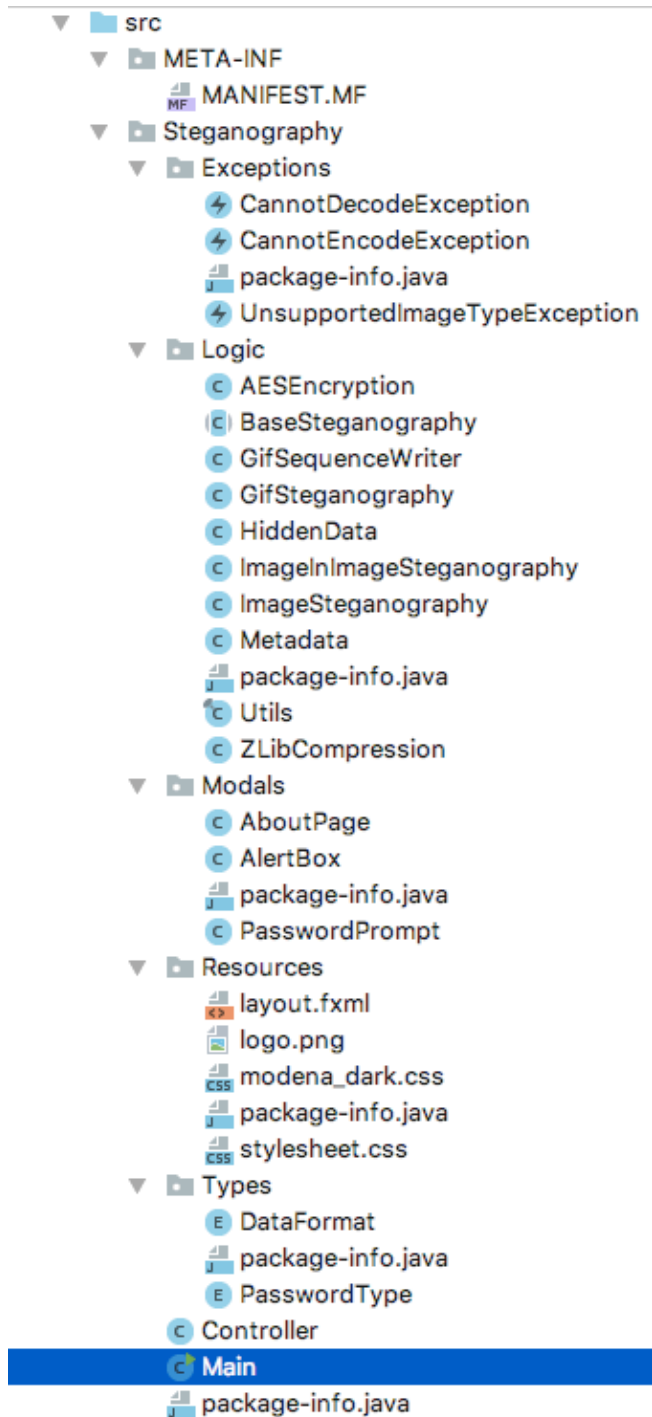 src
META-INF
MANIFEST.MF
Steganography
Exceptions
CannotDecodeException
CannotEncodeException
package-info.java
UnsupportedImageTypeException
Logic
AESEncryption
BaseSteganography
GifSequenceWriter
GifSteganography
HiddenData
ImageInImageSteganography
ImageSteganography
Metadata
package-info.java
Utils
ZLibCompression
Modals
AboutPage
AlertBox
package-info.java
PasswordPrompt
Resources
layout.fxml
logo.png
modena_dark.css
package-info.java
stylesheet.css
Types
DataFormat
package-info.java
PasswordType
Controller
Main
package-info.java